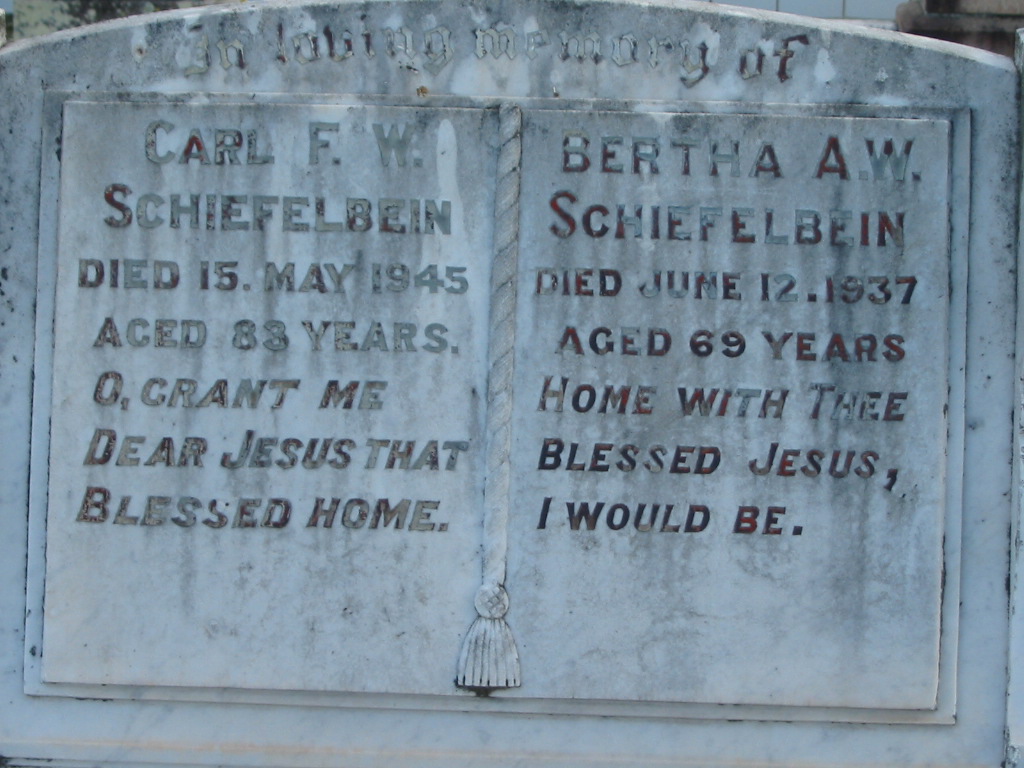 In loving memory of
CARL F. W.
SCHIEFELBEIN
DIED 15. MAY 1945
AGED 83 YEARS.
O, GRANT ME
DEAR JESUS THAT
BLESSED HOME.
BERTHA A.W.
SCHIEFELBEIN
DIED JUNE 12. 1937
AGED 69 YEARS
HOME WITH THEE
BLESSED JESUS,
I WOULD BE.